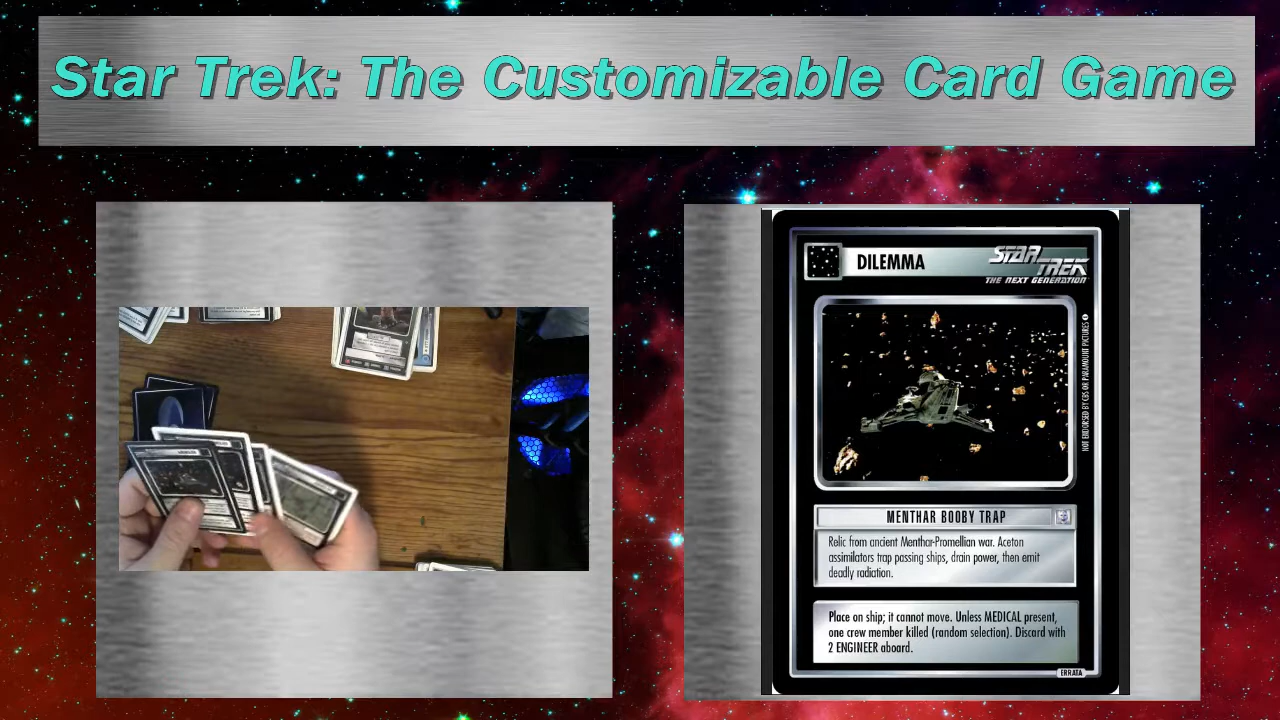 Star Trek: The Customizable Card Game
DILEMMA
STAR TREK
THE NEXT GENERATION
NOT ENDORSED BY CBS OR PARAMOUNT PICTURES
MENTHAR BOOBY TRAP
Relic from ancient Menthar-Promellian war. Aceton
assimilators trap passing ships, drain power, then emit
deadly radiation.
Place on ship; it cannot move. Unless MEDICAL present,
one crew member killed (random selection). Discard with
2 ENGINEER aboard.
ERRATA